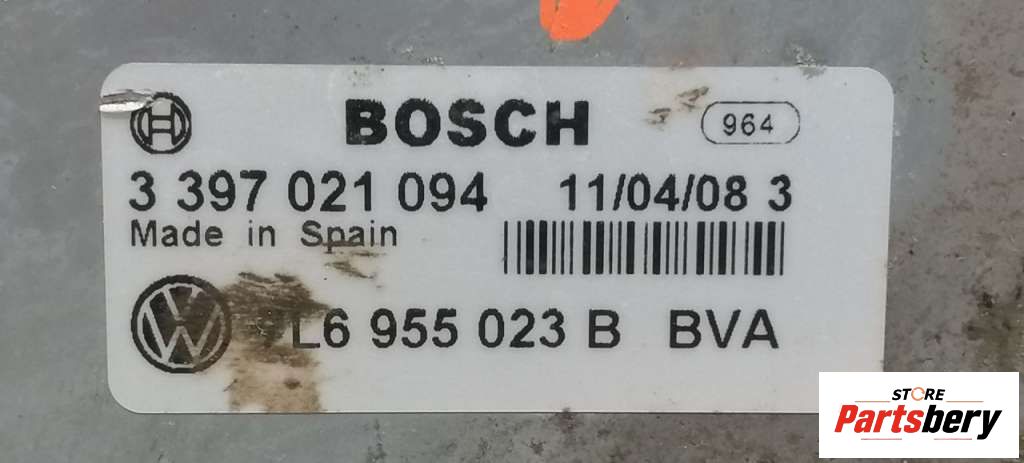 BOSCH 964
3 397 021 094 11/04/08 3
Made in Spain
L6 955 023 B BVA
STORE
Partsbery